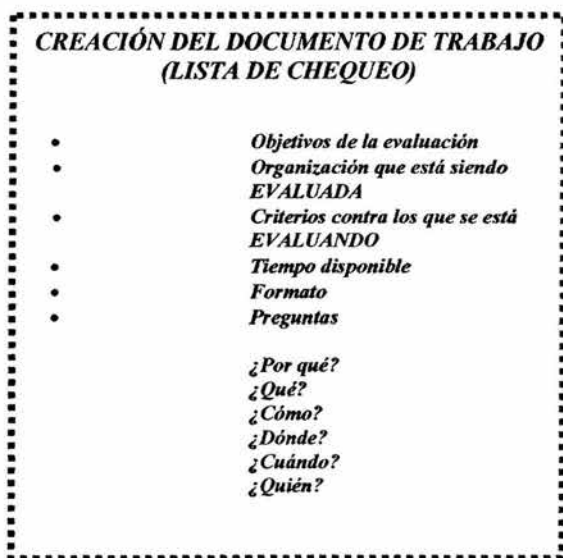 CREACIÓN DEL DOCUMENTO DE TRABAJO
(LISTA DE CHEQUEO)
• Objetivos de la evaluación
• Organización que está siendo
EVALUADA
• Criterios contra los que se está
EVALUANDO
• Tiempo disponible
• Formato
• Preguntas
¿Por qué?
¿Qué?
¿Cómo?
¿Dónde?
¿Cuándo?
¿Quién?